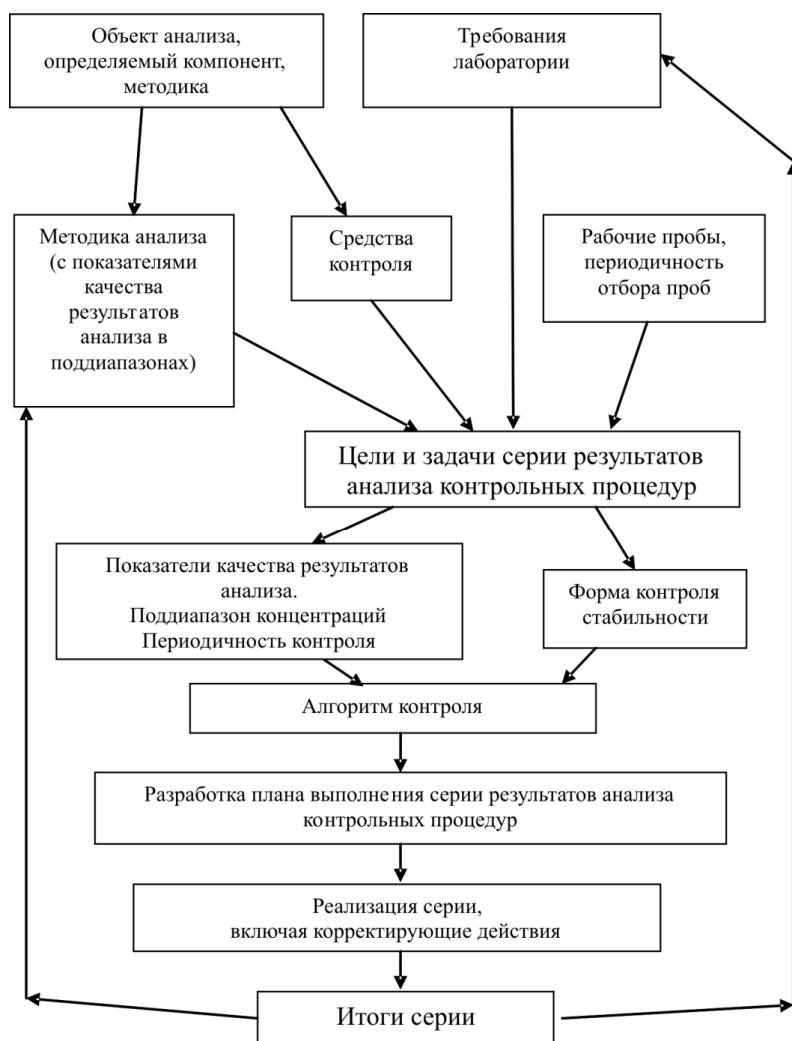 Объект анализа,
определяемый компонент,
методика
Требования
лаборатории
Методика анализа
(с показателями
качества
результатов
анализа в
поддиапазонах)
Средства
контроля
Рабочие пробы,
периодичность
отбора проб
Цели и задачи серии результатов
анализа контрольных процедур
Показатели качества результатов
анализа.
Поддиапазон концентраций
Периодичность контроля
Форма контроля
стабильности
Алгоритм контроля
Разработка плана выполнения серии результатов анализа
контрольных процедур
Реализация серии,
включая корректирующие действия
Итоги серии